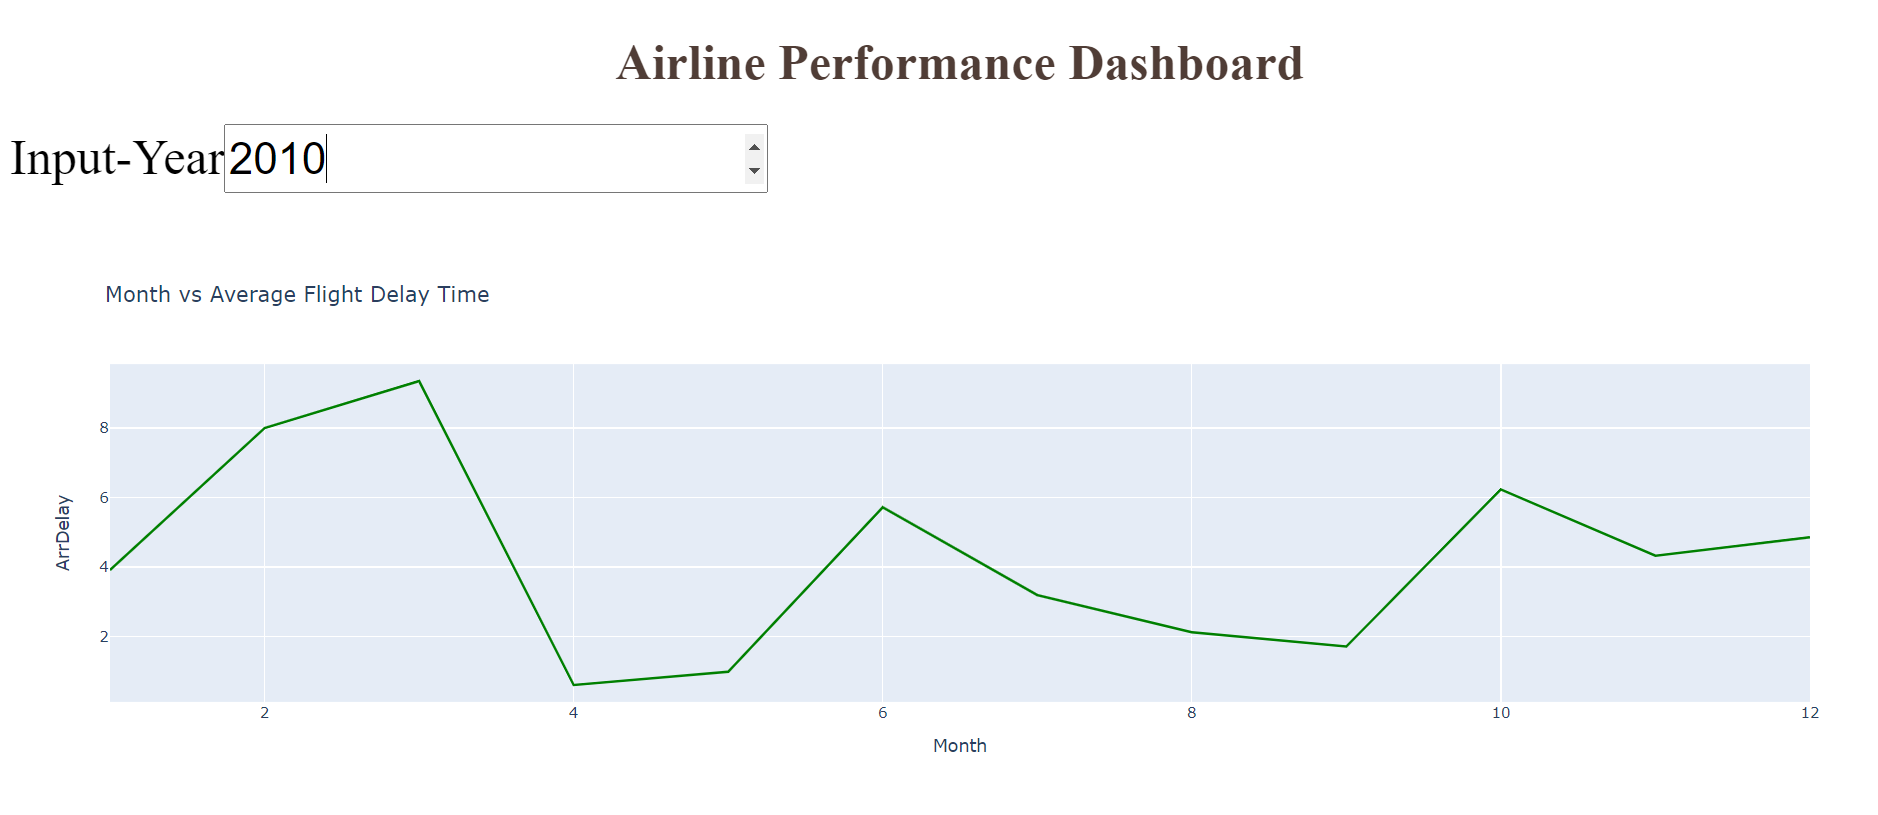 Airline Performance Dashboard
Input-Year 2010
Month vs Average Flight Delay Time
8
6
4
2
ArrDelay
2 4 6 8 10 12
Month